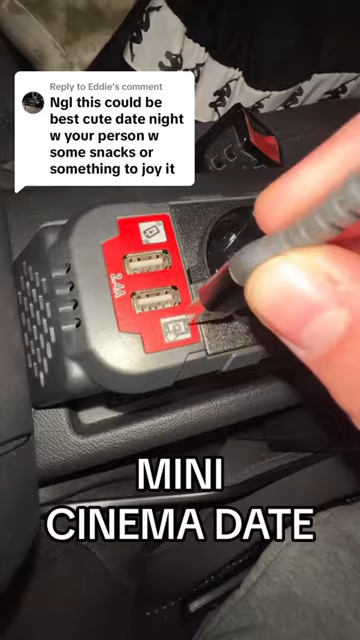 Reply to Eddie's comment
Ngl this could be
best cute date night
w your person w
some snacks or
something to joy it
2.4A
MINI
CINEMA DATE